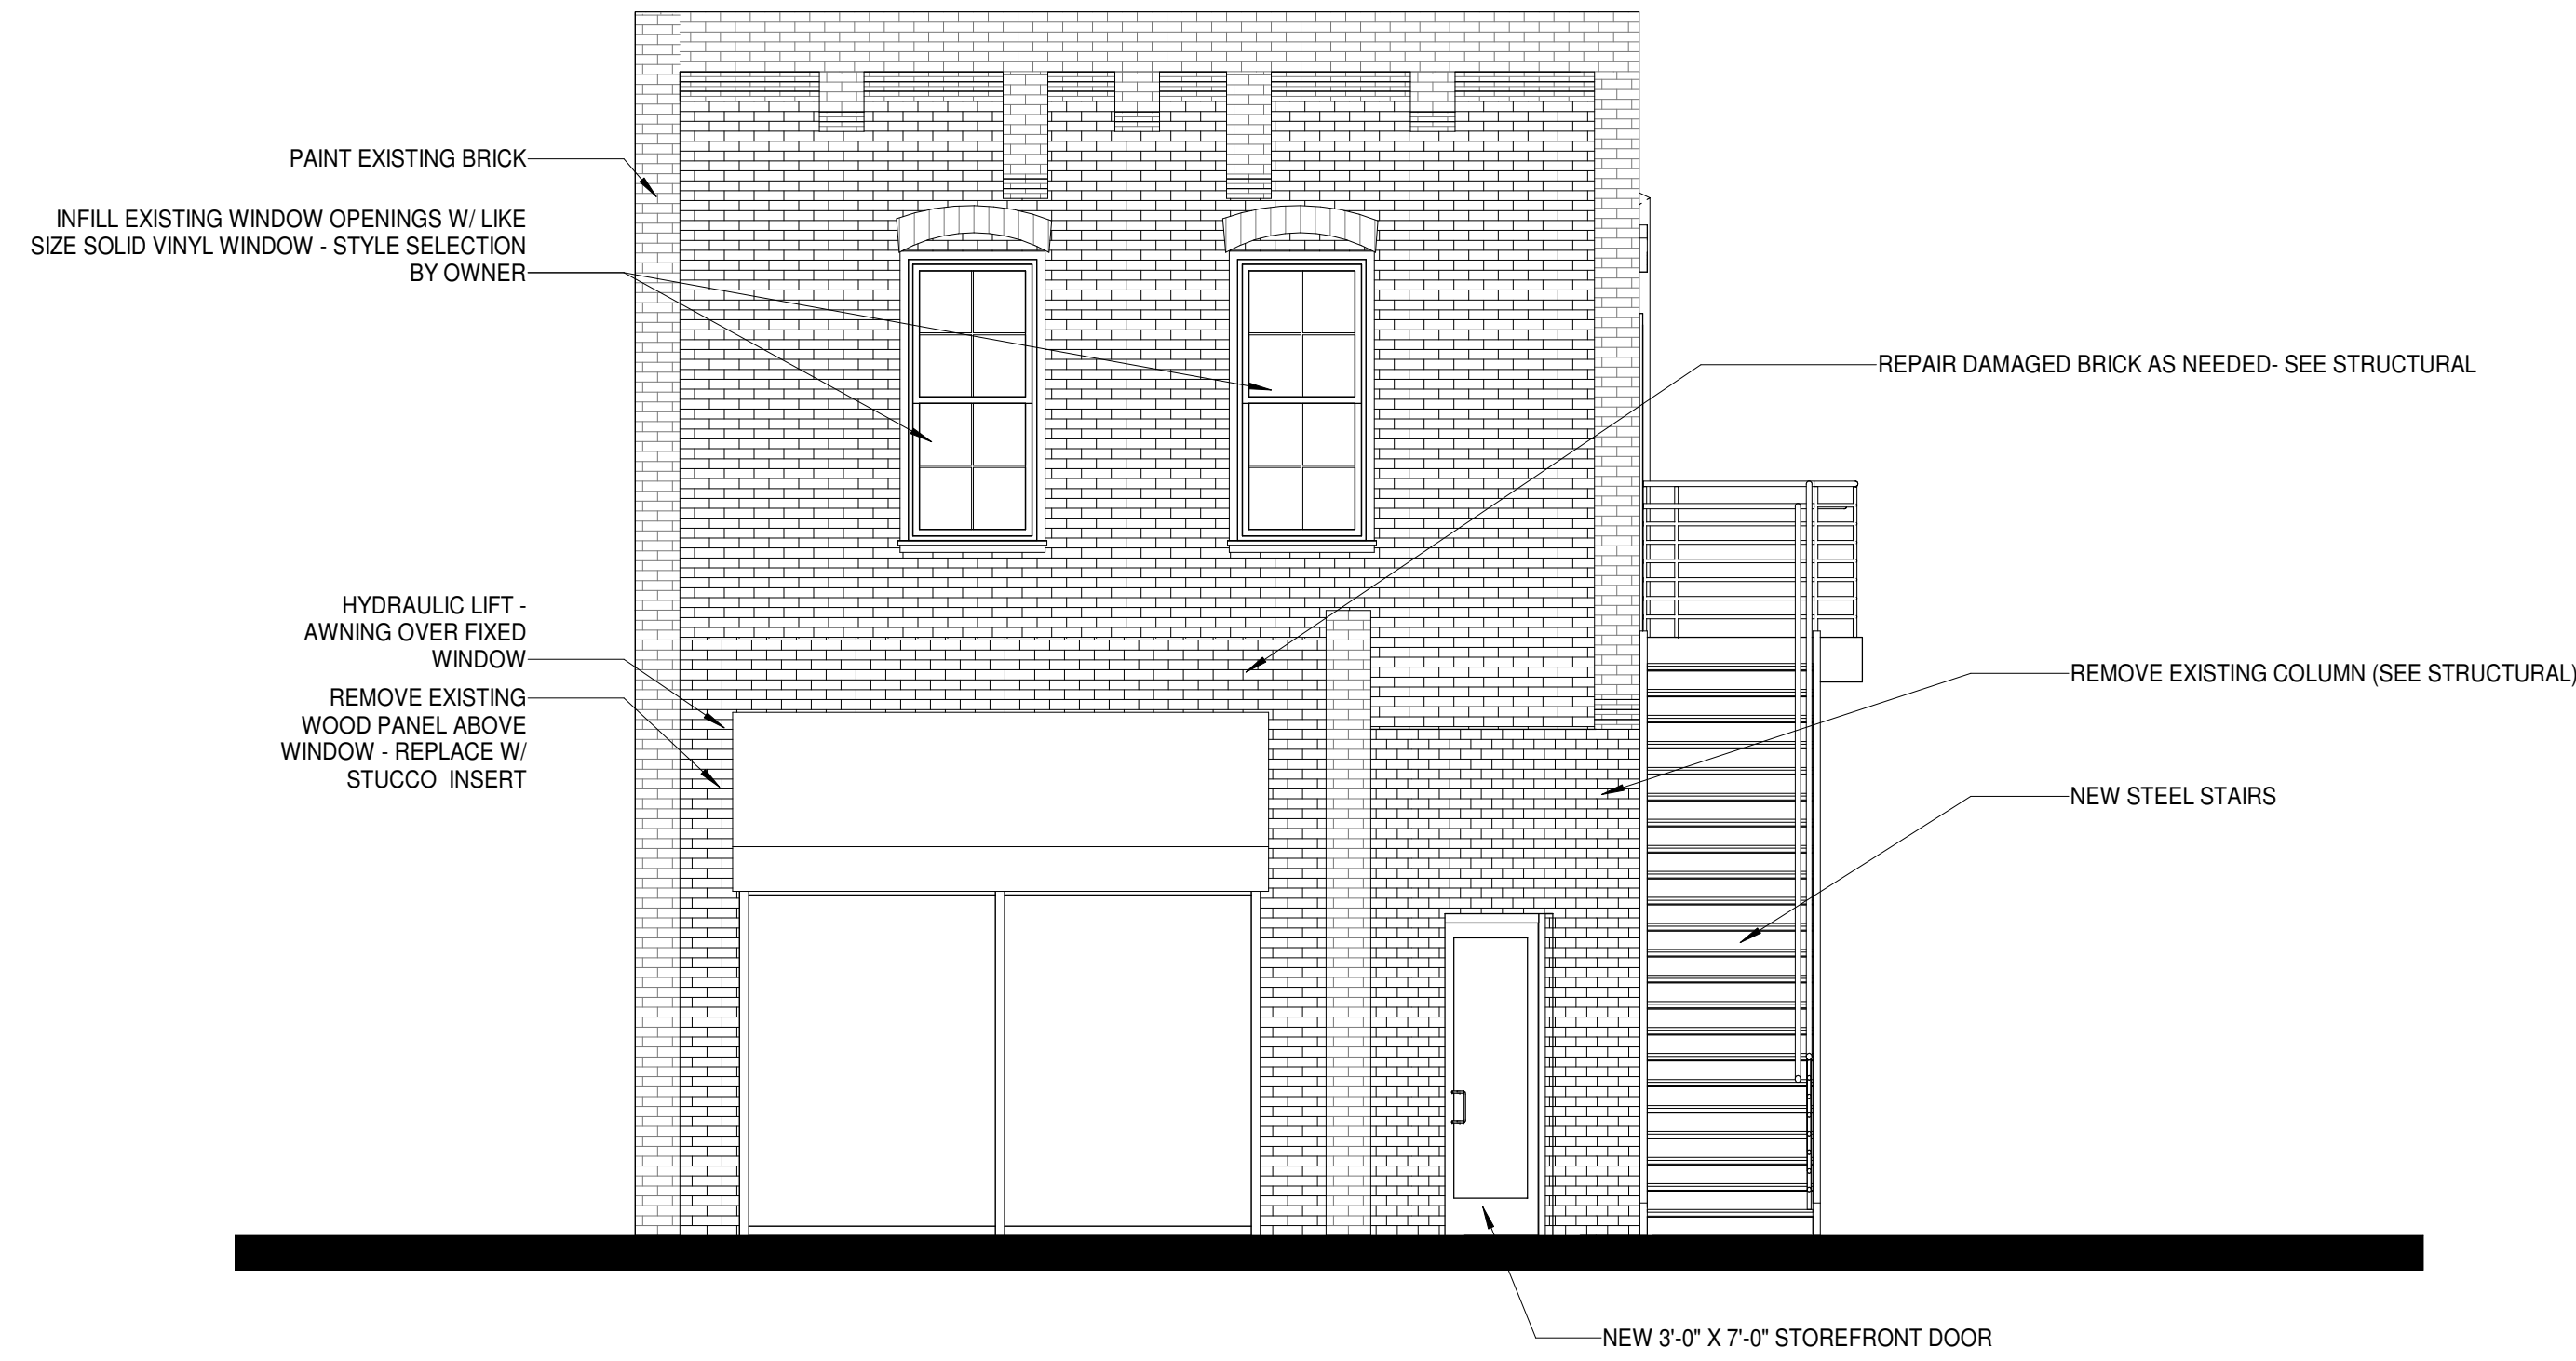 PAINT EXISTING BRICK
INFILL EXISTING WINDOW OPENINGS W/ LIKE
SIZE SOLID VINYL WINDOW - STYLE SELECTION
BY OWNER
REPAIR DAMAGED BRICK AS NEEDED- SEE STRUCTURAL
HYDRAULIC LIFT -
AWNING OVER FIXED
WINDOW
REMOVE EXISTING
WOOD PANEL ABOVE
WINDOW - REPLACE W/
STUCCO  INSERT
REMOVE EXISTING COLUMN (SEE STRUCTURAL)
NEW STEEL STAIRS
NEW 3'-0" X 7'-0" STOREFRONT DOOR